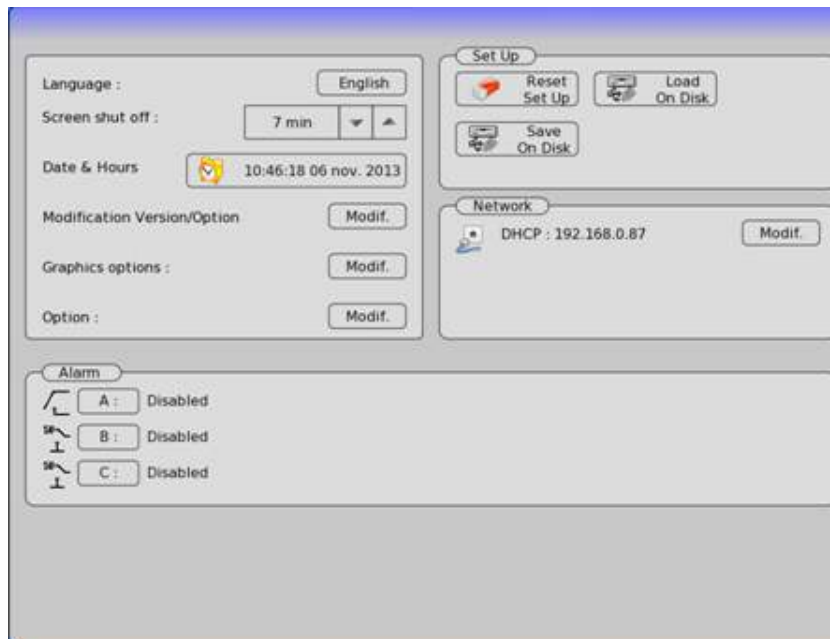 Language :
English
Screen shut off :
7 min
Date & Hours
10:46:18 06 nov. 2013
Modification Version/Option
Modif.
Graphics options :
Modif.
Option :
Modif.
Set Up
Reset
Set Up
Load
On Disk
Save
On Disk
Network
DHCP : 192.168.0.87
Modif.
Alarm
A :
Disabled
B :
Disabled
C :
Disabled